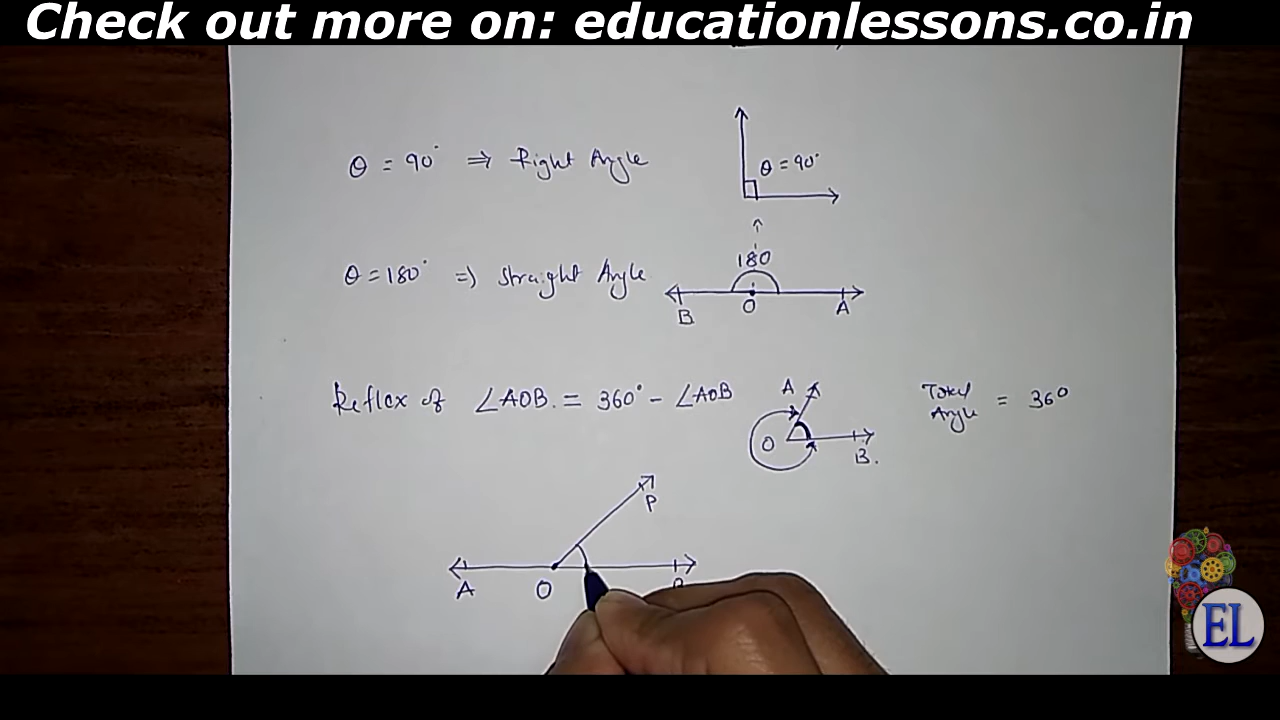 Check out more on: educationlessons.co.in
θ = 90° ⇒ Right Angle
θ = 90°
θ = 180° ⇒ Straight Angle
180
B O A
Reflex of ∠AOB. = 360° - ∠AOB
A
O
B.
Total Angle = 360
P
A O
EL